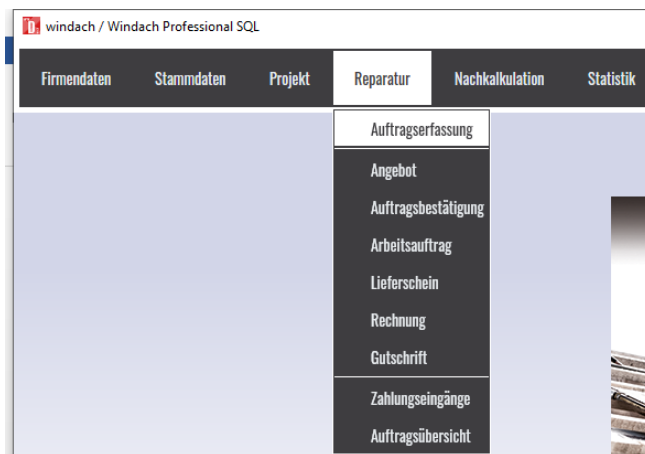 windach / Windach Professional SQL
Firmendaten Stammdaten Projekt Reparatur Nachkalkulation Statistik
Auftragserfassung
Angebot
Auftragsbestätigung
Arbeitsauftrag
Lieferschein
Rechnung
Gutschrift
Zahlungseingänge
Auftragsübersicht